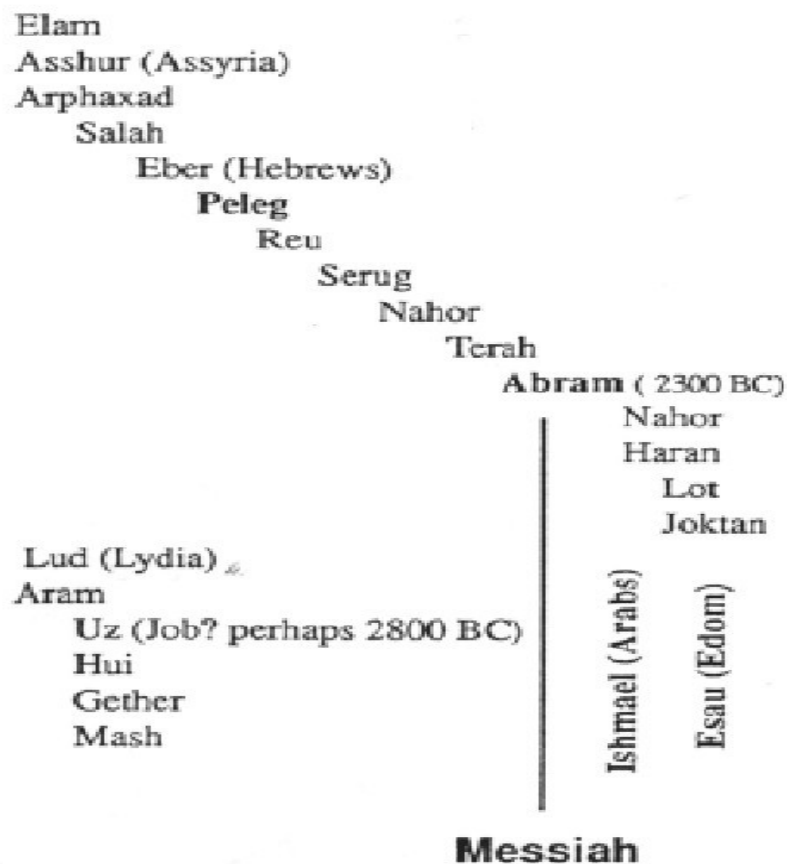 Elam
Asshur (Assyria)
Arphaxad
Salah
Eber (Hebrews)
Peleg
Reu
Serug
Nahor
Terah
Abram ( 2300 BC)
Nahor
Haran
Lot
Joktan
Lud (Lydia)
Aram
Uz (Job? perhaps 2800 BC)
Hui
Gether
Mash
Ishmael (Arabs)
Esau (Edom)
Messiah